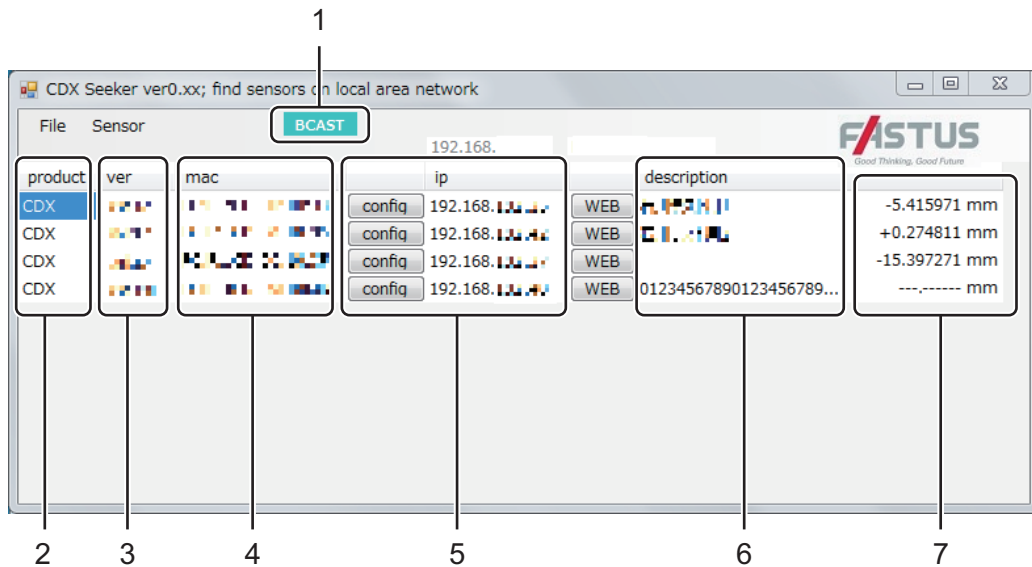 1
CDX Seeker ver0.xx; find sensors on local area network
File Sensor BCAST
FASTUS
Good Thinking, Good Future
192.168.
product ver mac ip description
CDX config 192.168. WEB -5.415971 mm
CDX config 192.168. WEB +0.274811 mm
CDX config 192.168. WEB -15.397271 mm
CDX config 192.168. WEB 01234567890123456789... ---.------ mm
2 3 4 5 6 7